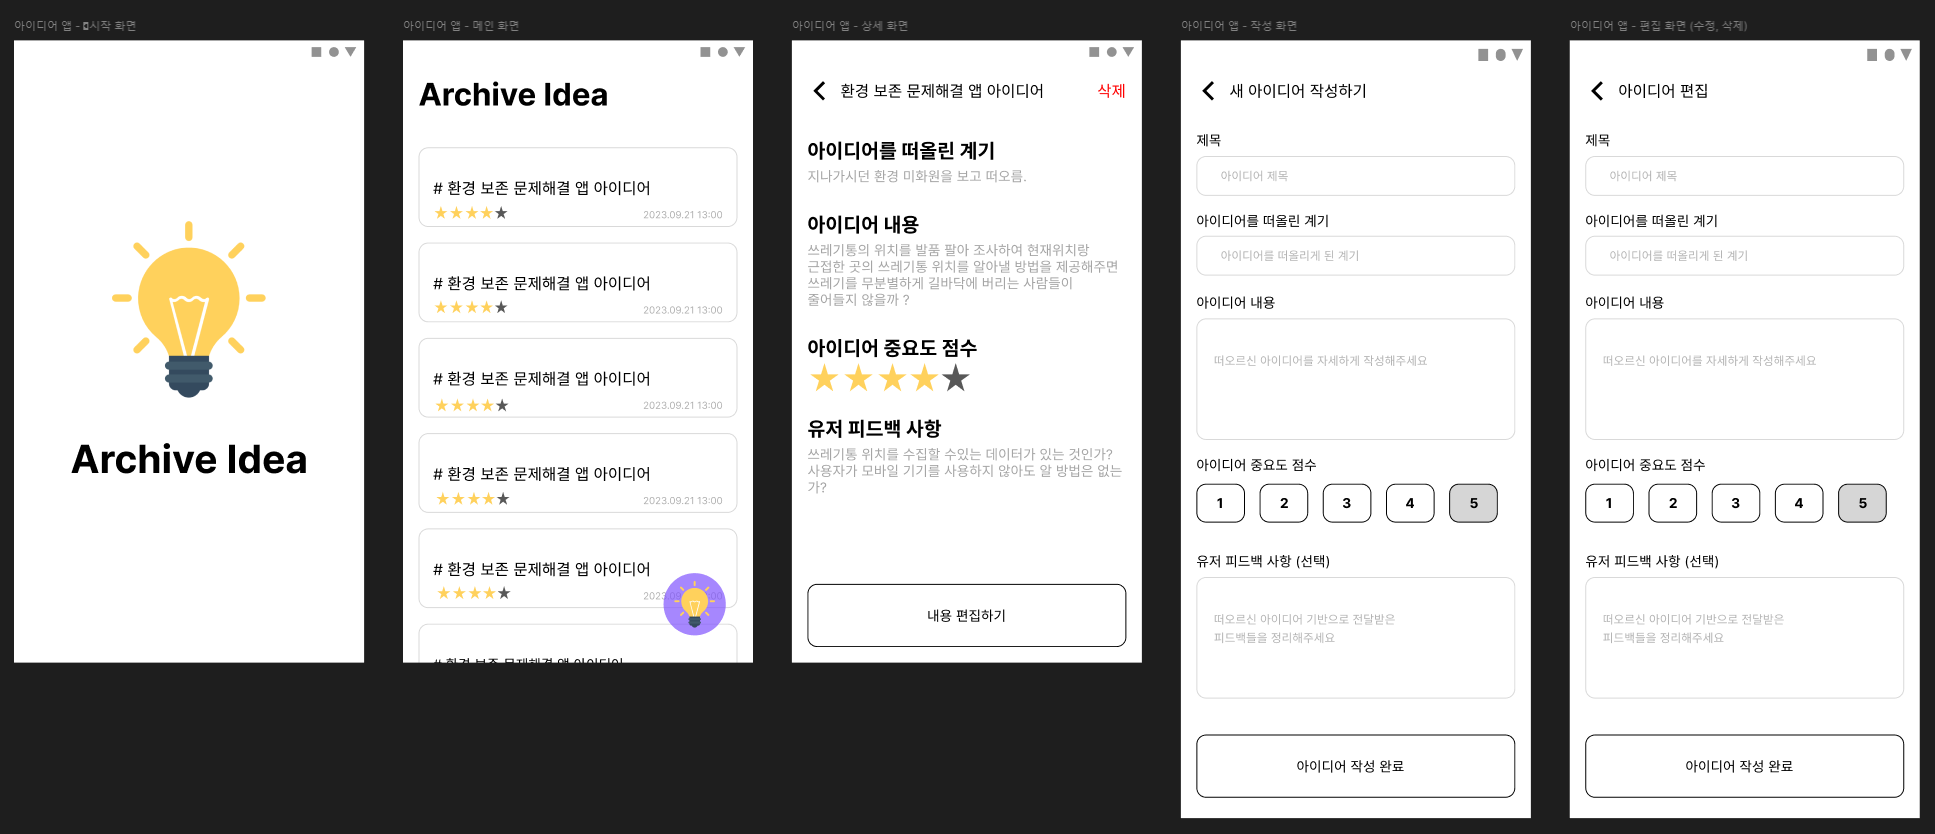 아이디어 앱 - 시작 화면
Archive Idea
아이디어 앱 - 메인 화면
Archive Idea
# 환경 보존 문제해결 앱 아이디어
2023.09.21 13:00
# 환경 보존 문제해결 앱 아이디어
2023.09.21 13:00
# 환경 보존 문제해결 앱 아이디어
2023.09.21 13:00
# 환경 보존 문제해결 앱 아이디어
2023.09.21 13:00
# 환경 보존 문제해결 앱 아이디어
# 환경 보존 문제해결 앱 아이디어
아이디어 앱 - 상세 화면
환경 보존 문제해결 앱 아이디어
삭제
아이디어를 떠올린 계기
지나가시던 환경 미화원을 보고 떠오름.
아이디어 내용
쓰레기통의 위치를 발품 팔아 조사하여 현재위치랑
근접한 곳의 쓰레기통 위치를 알아낼 방법을 제공해주면
쓰레기를 무분별하게 길바닥에 버리는 사람들이
줄어들지 않을까 ?
아이디어 중요도 점수
유저 피드백 사항
쓰레기통 위치를 수집할 수있는 데이터가 있는 것인가?
사용자가 모바일 기기를 사용하지 않아도 알 방법은 없는
가?
내용 편집하기
아이디어 앱 - 작성 화면
새 아이디어 작성하기
제목
아이디어 제목
아이디어를 떠올린 계기
아이디어를 떠올리게 된 계기
아이디어 내용
떠오르신 아이디어를 자세하게 작성해주세요
아이디어 중요도 점수
1 2 3 4 5
유저 피드백 사항 (선택)
떠오르신 아이디어 기반으로 전달받은
피드백들을 정리해주세요
아이디어 작성 완료
아이디어 앱 - 편집 화면 (수정, 삭제)
아이디어 편집
제목
아이디어 제목
아이디어를 떠올린 계기
아이디어를 떠올리게 된 계기
아이디어 내용
떠오르신 아이디어를 자세하게 작성해주세요
아이디어 중요도 점수
1 2 3 4 5
유저 피드백 사항 (선택)
떠오르신 아이디어 기반으로 전달받은
피드백들을 정리해주세요
아이디어 작성 완료